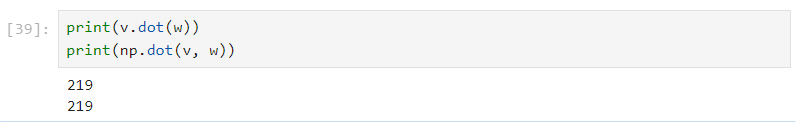 [39]: print(v.dot(w))
print(np.dot(v, w))
219
219